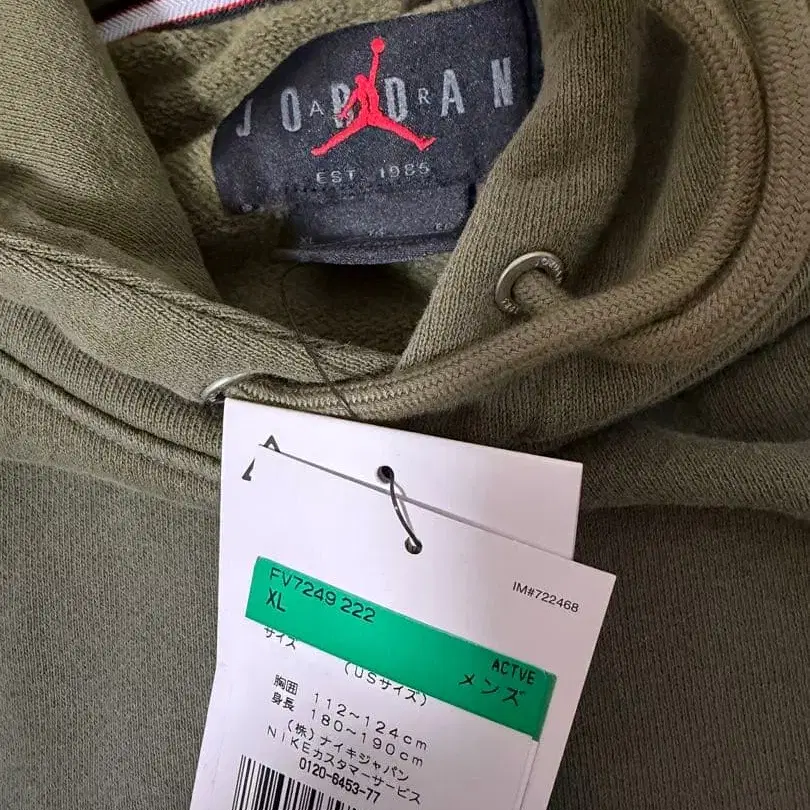 JORDAN
AIR
EST. 1985
XL
IM#722468
FV7249 222
XL
ACTVE
サイズ
メンズ
(USサイズ)
胸囲 112~124cm
身長 180~190cm
(株)ナイキジャパン
NIKEカスタマーサービス
0120-6453-77